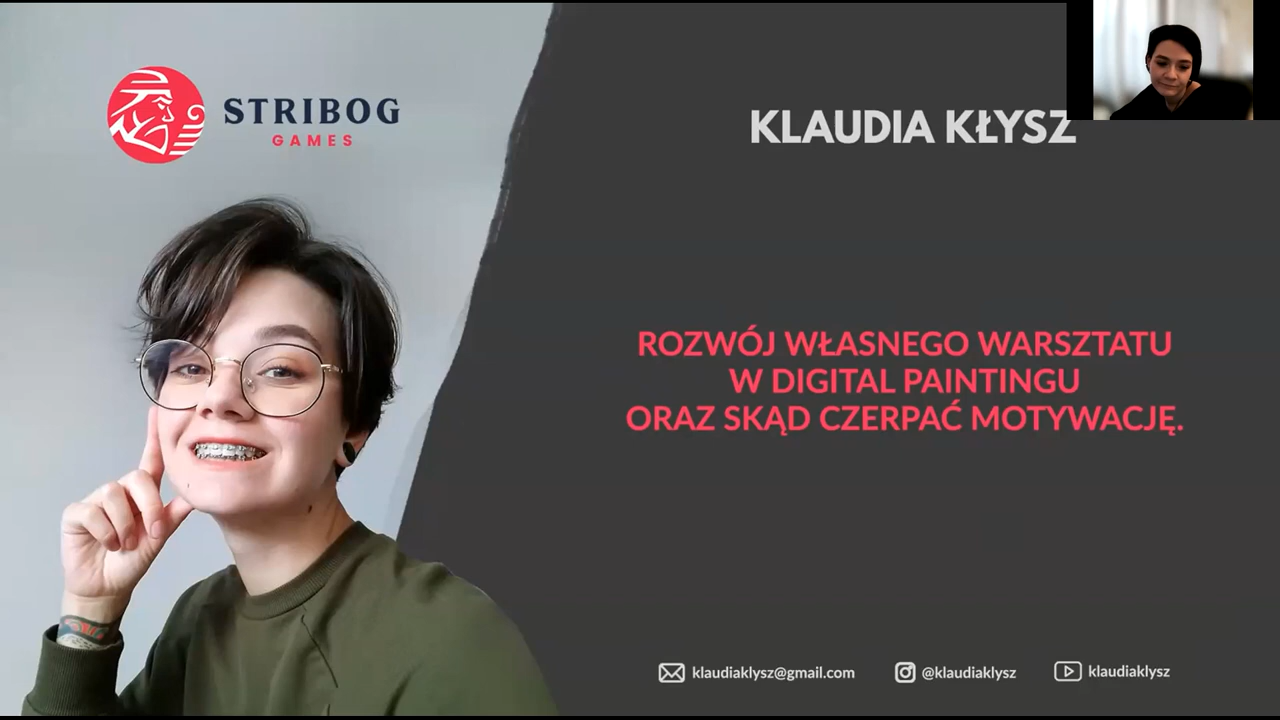 STRIBOG
GAMES
KLAUDIA KŁYSZ
ROZWÓJ WŁASNEGO WARSZTATU
W DIGITAL PAINTINGU
ORAZ SKĄD CZERPAĆ MOTYWACJĘ.
klaudiaklysz@gmail.com
@klaudiaklysz
klaudiaklysz